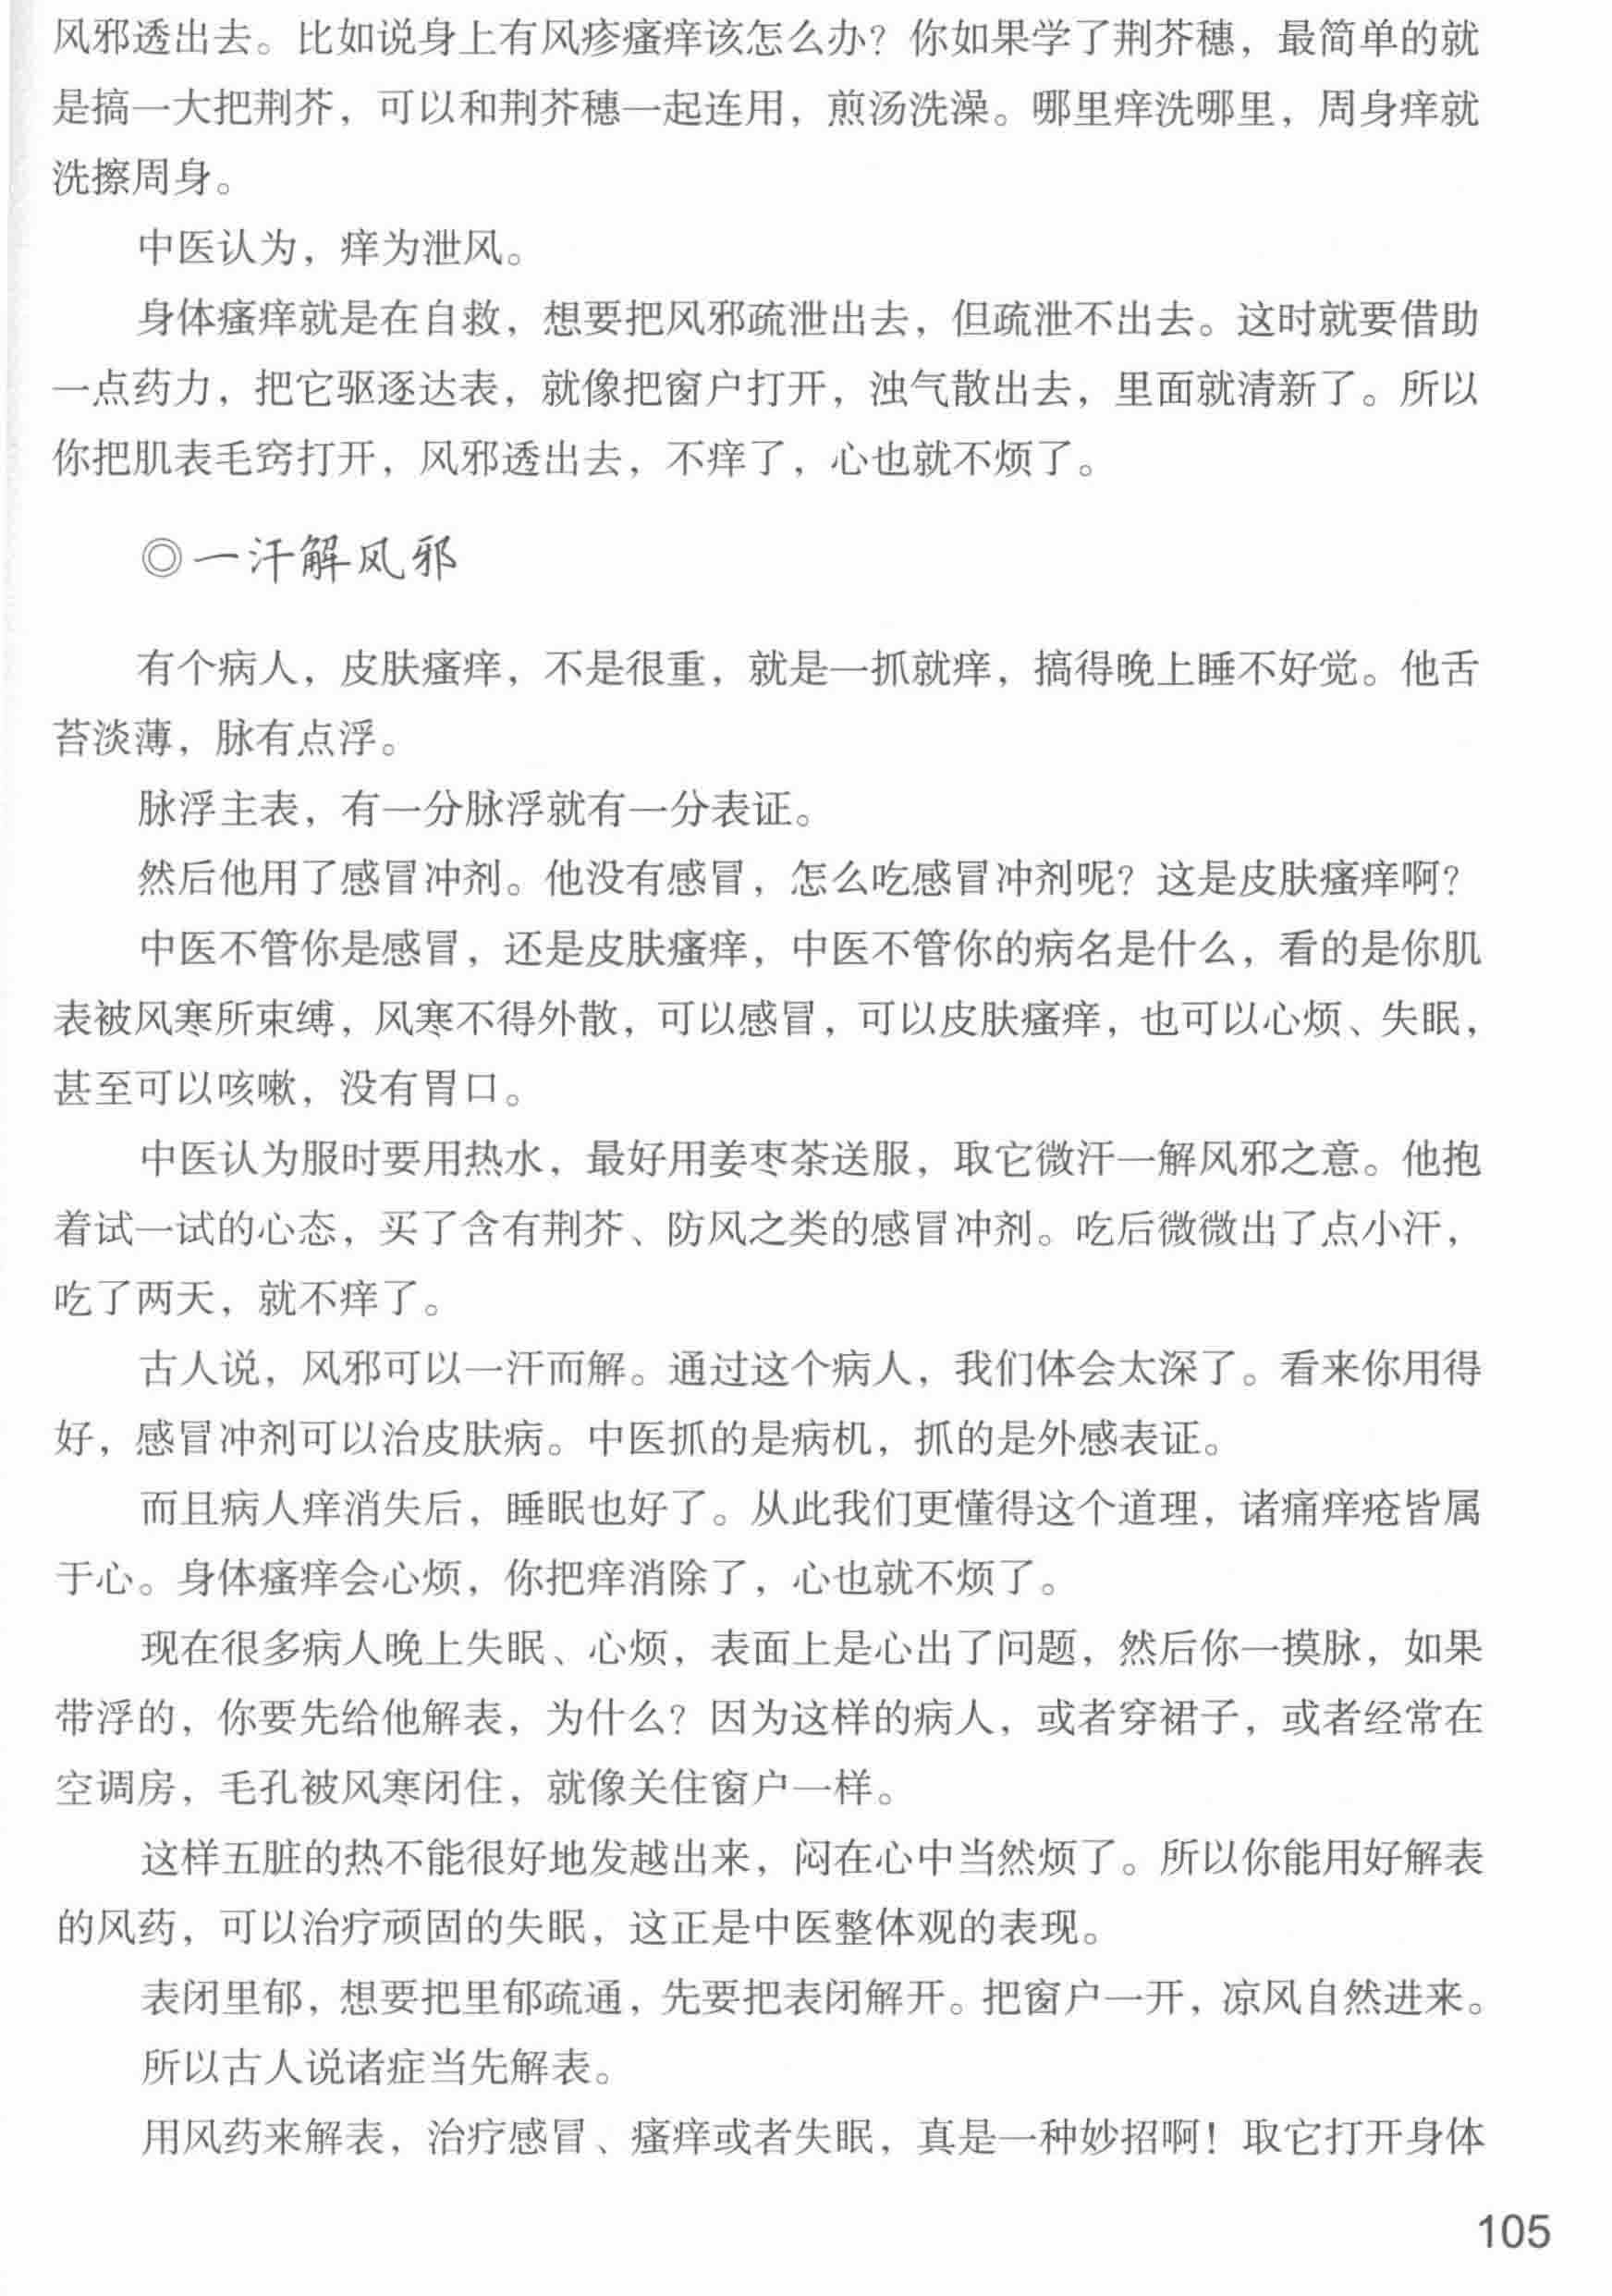 风邪透出去。比如说身上有风疹瘙痒该怎么办？你如果学了荆芥穗，最简单的就
是搞一大把荆芥，可以和荆芥穗一起连用，煎汤洗澡。哪里痒洗哪里，周身痒就
洗擦周身。
中医认为，痒为泄风。
身体瘙痒就是在自救，想要把风邪疏泄出去，但疏泄不出去。这时就要借助
一点药力，把它驱逐达表，就像把窗户打开，浊气散出去，里面就清新了。所以
你把肌表毛窍打开，风邪透出去，不痒了，心也就不烦了。
◎一汗解风邪
有个病人，皮肤瘙痒，不是很重，就是一抓就痒，搞得晚上睡不好觉。他舌
苔淡薄，脉有点浮。
脉浮主表，有一分脉浮就有一分表证。
然后他用了感冒冲剂。他没有感冒，怎么吃感冒冲剂呢？这是皮肤瘙痒啊？
中医不管你是感冒，还是皮肤瘙痒，中医不管你的病名是什么，看的是你肌
表被风寒所束缚，风寒不得外散，可以感冒，可以皮肤瘙痒，也可以心烦、失眠，
甚至可以咳嗽，没有胃口。
中医认为服时要用热水，最好用姜枣茶送服，取它微汗一解风邪之意。他抱
着试一试的心态，买了含有荆芥、防风之类的感冒冲剂。吃后微微出了点小汗，
吃了两天，就不痒了。
古人说，风邪可以一汗而解。通过这个病人，我们体会太深了。看来你用得
好，感冒冲剂可以治皮肤病。中医抓的是病机，抓的是外感表证。
而且病人痒消失后，睡眠也好了。从此我们更懂得这个道理，诸痛痒疮皆属
于心。身体瘙痒会心烦，你把痒消除了，心也就不烦了。
现在很多病人晚上失眠、心烦，表面上是心出了问题，然后你一摸脉，如果
带浮的，你要先给他解表，为什么？因为这样的病人，或者穿裙子，或者经常在
空调房，毛孔被风寒闭住，就像关住窗户一样。
这样五脏的热不能很好地发越出来，闷在心中当然烦了。所以你能用好解表
的风药，可以治疗顽固的失眠，这正是中医整体观的表现。
表闭里郁，想要把里郁疏通，先要把表闭解开。把窗户一开，凉风自然进来。
所以古人说诸症当先解表。
用风药来解表，治疗感冒、瘙痒或者失眠，真是一种妙招啊！取它打开身体
105